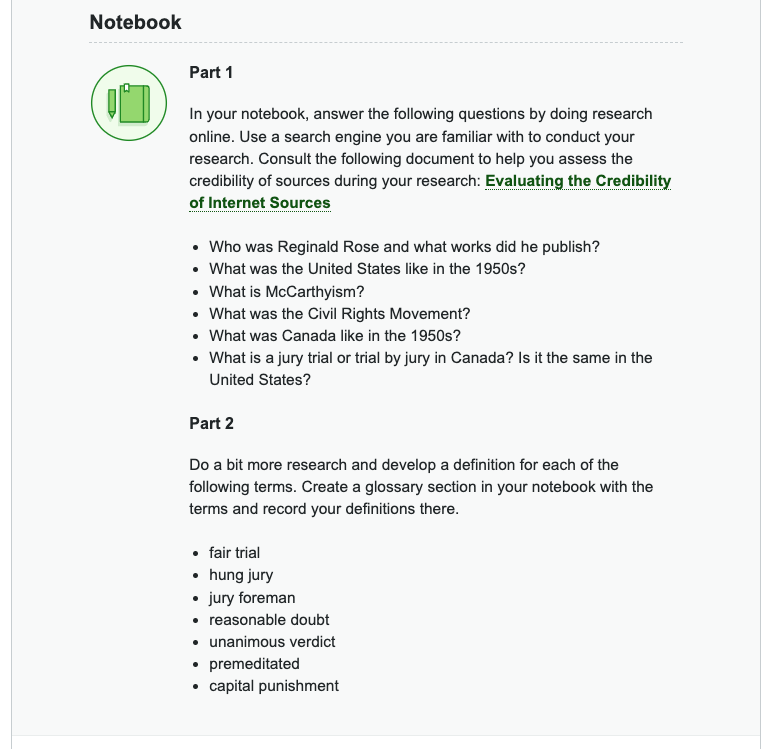 Notebook
Part 1
In your notebook, answer the following questions by doing research
online. Use a search engine you are familiar with to conduct your
research. Consult the following document to help you assess the
credibility of sources during your research: Evaluating the Credibility
of Internet Sources
• Who was Reginald Rose and what works did he publish?
• What was the United States like in the 1950s?
• What is McCarthyism?
• What was the Civil Rights Movement?
• What was Canada like in the 1950s?
• What is a jury trial or trial by jury in Canada? Is it the same in the
United States?
Part 2
Do a bit more research and develop a definition for each of the
following terms. Create a glossary section in your notebook with the
terms and record your definitions there.
• fair trial
• hung jury
• jury foreman
• reasonable doubt
• unanimous verdict
• premeditated
• capital punishment